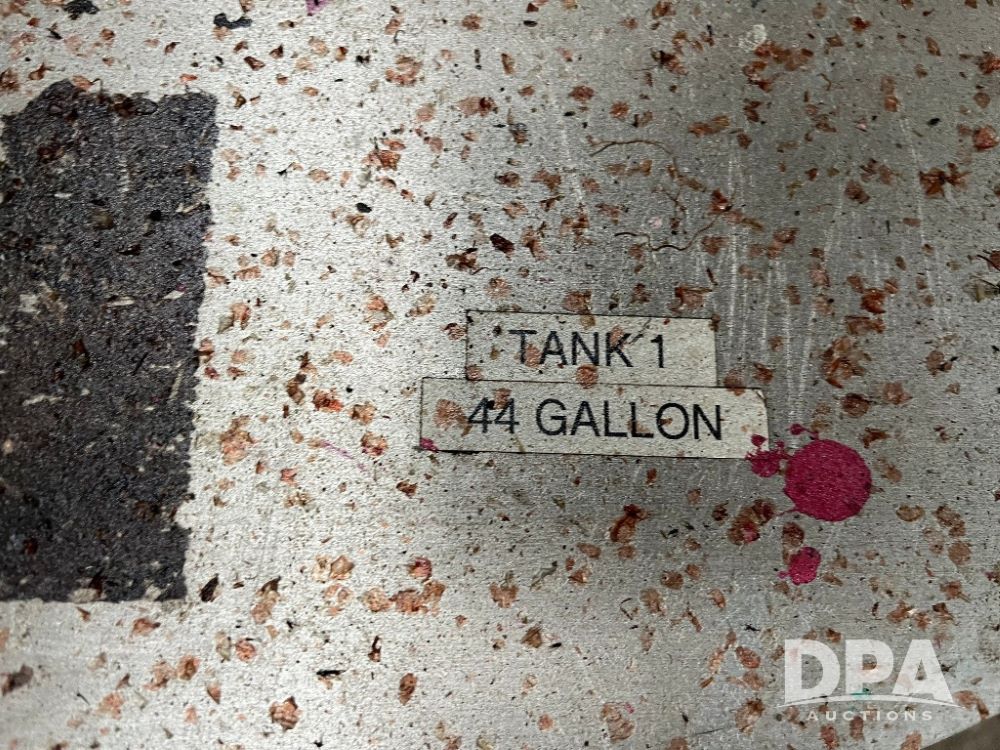 TANK 1
44 GALLON
DPA
AUCTIONS